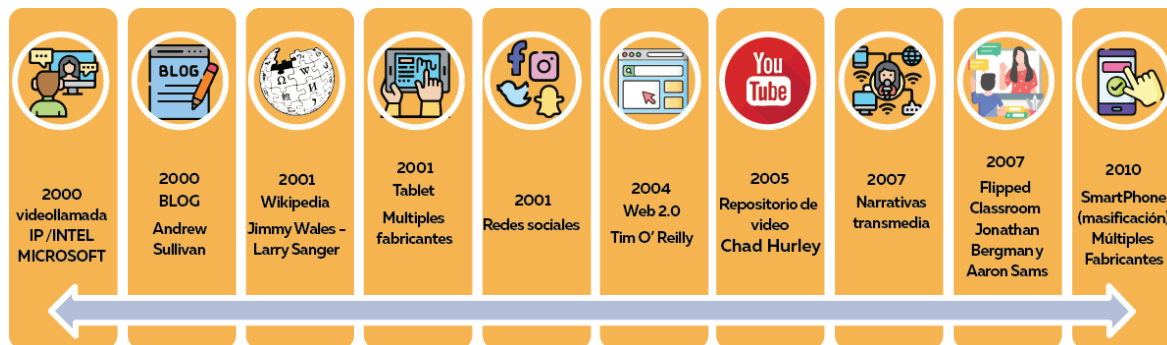 2000
videollamada
IP /INTEL
MICROSOFT
BLOG
2000
BLOG
Andrew
Sullivan
W
Ω
И
2001
Wikipedia
Jimmy Wales –
Larry Sanger
2001
Tablet
Multiples
fabricantes
2001
Redes sociales
2004
Web 2.0
Tim O' Reilly
You
Tube
2005
Repositorio de
video
Chad Hurley
2007
Narrativas
transmedia
2007
Flipped
Classroom
Jonathan
Bergman y
Aaron Sams
2010
SmartPhone
(masificación)
Múltiples
Fabricantes